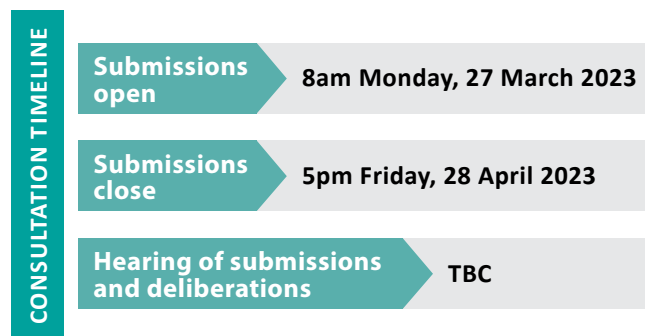 CONSULTATION TIMELINE
Submissions
open
8am Monday, 27 March 2023
Submissions
close
5pm Friday, 28 April 2023
Hearing of submissions
and deliberations
TBC